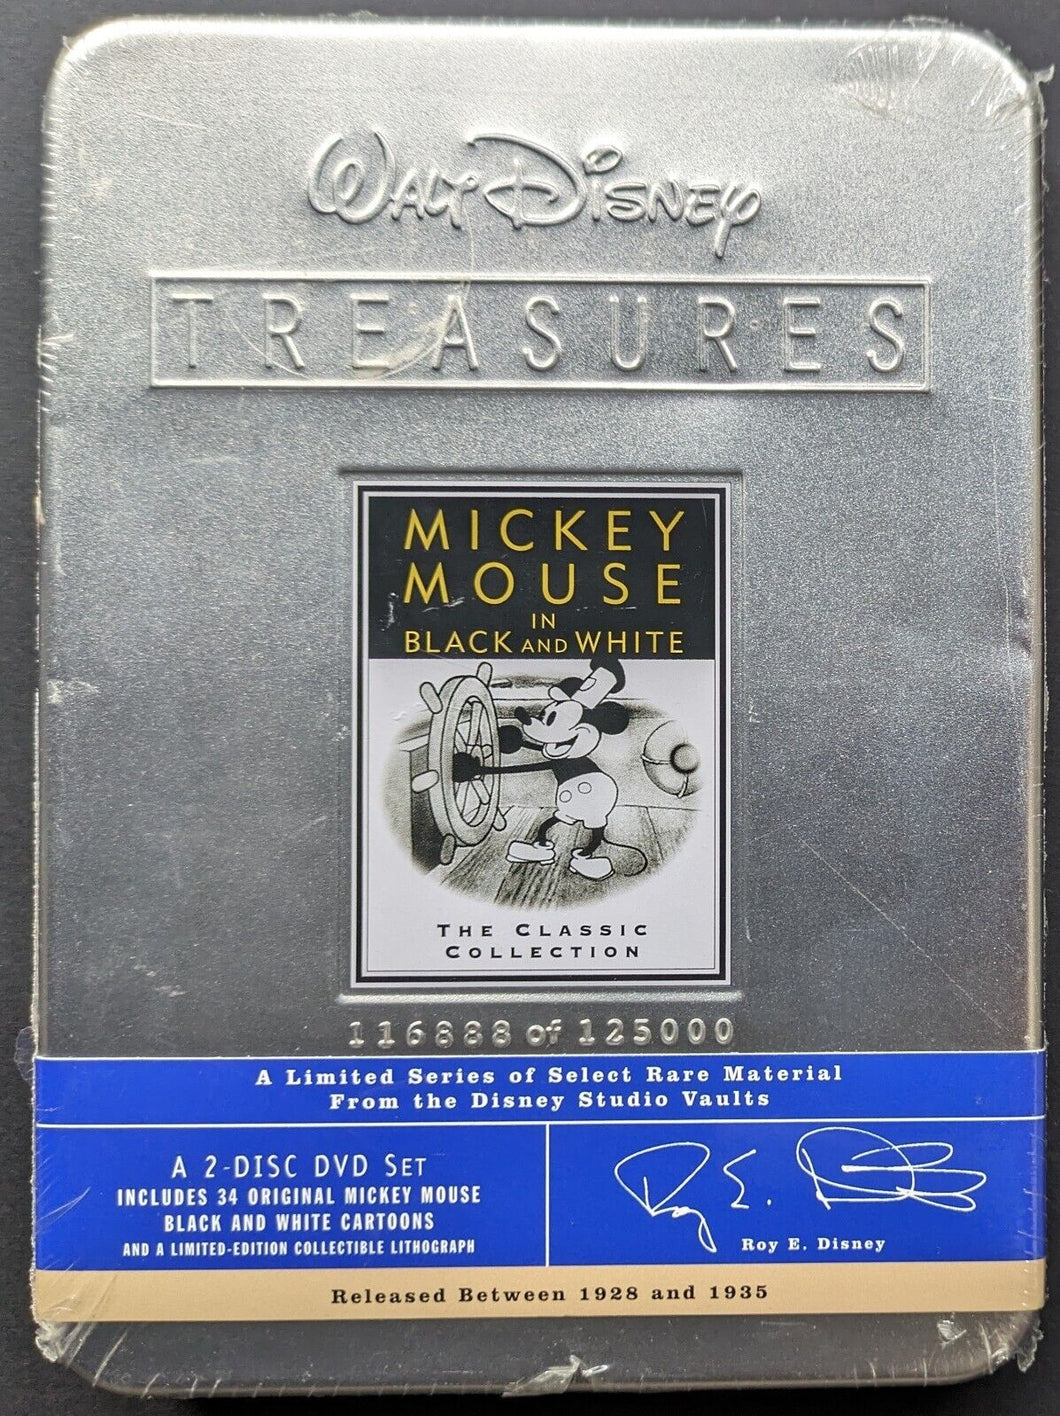 Walt Disney
TREASURES
MICKEY
MOUSE
IN
BLACK AND WHITE
THE CLASSIC
COLLECTION
116888 of 125000
A Limited Series of Select Rare Material
From the Disney Studio Vaults
A 2-DISC DVD SET
INCLUDES 34 ORIGINAL MICKEY MOUSE
BLACK AND WHITE CARTOONS
AND A LIMITED-EDITION COLLECTIBLE LITHOGRAPH
Roy E. Disney
Roy E. Disney
Released Between 1928 and 1935